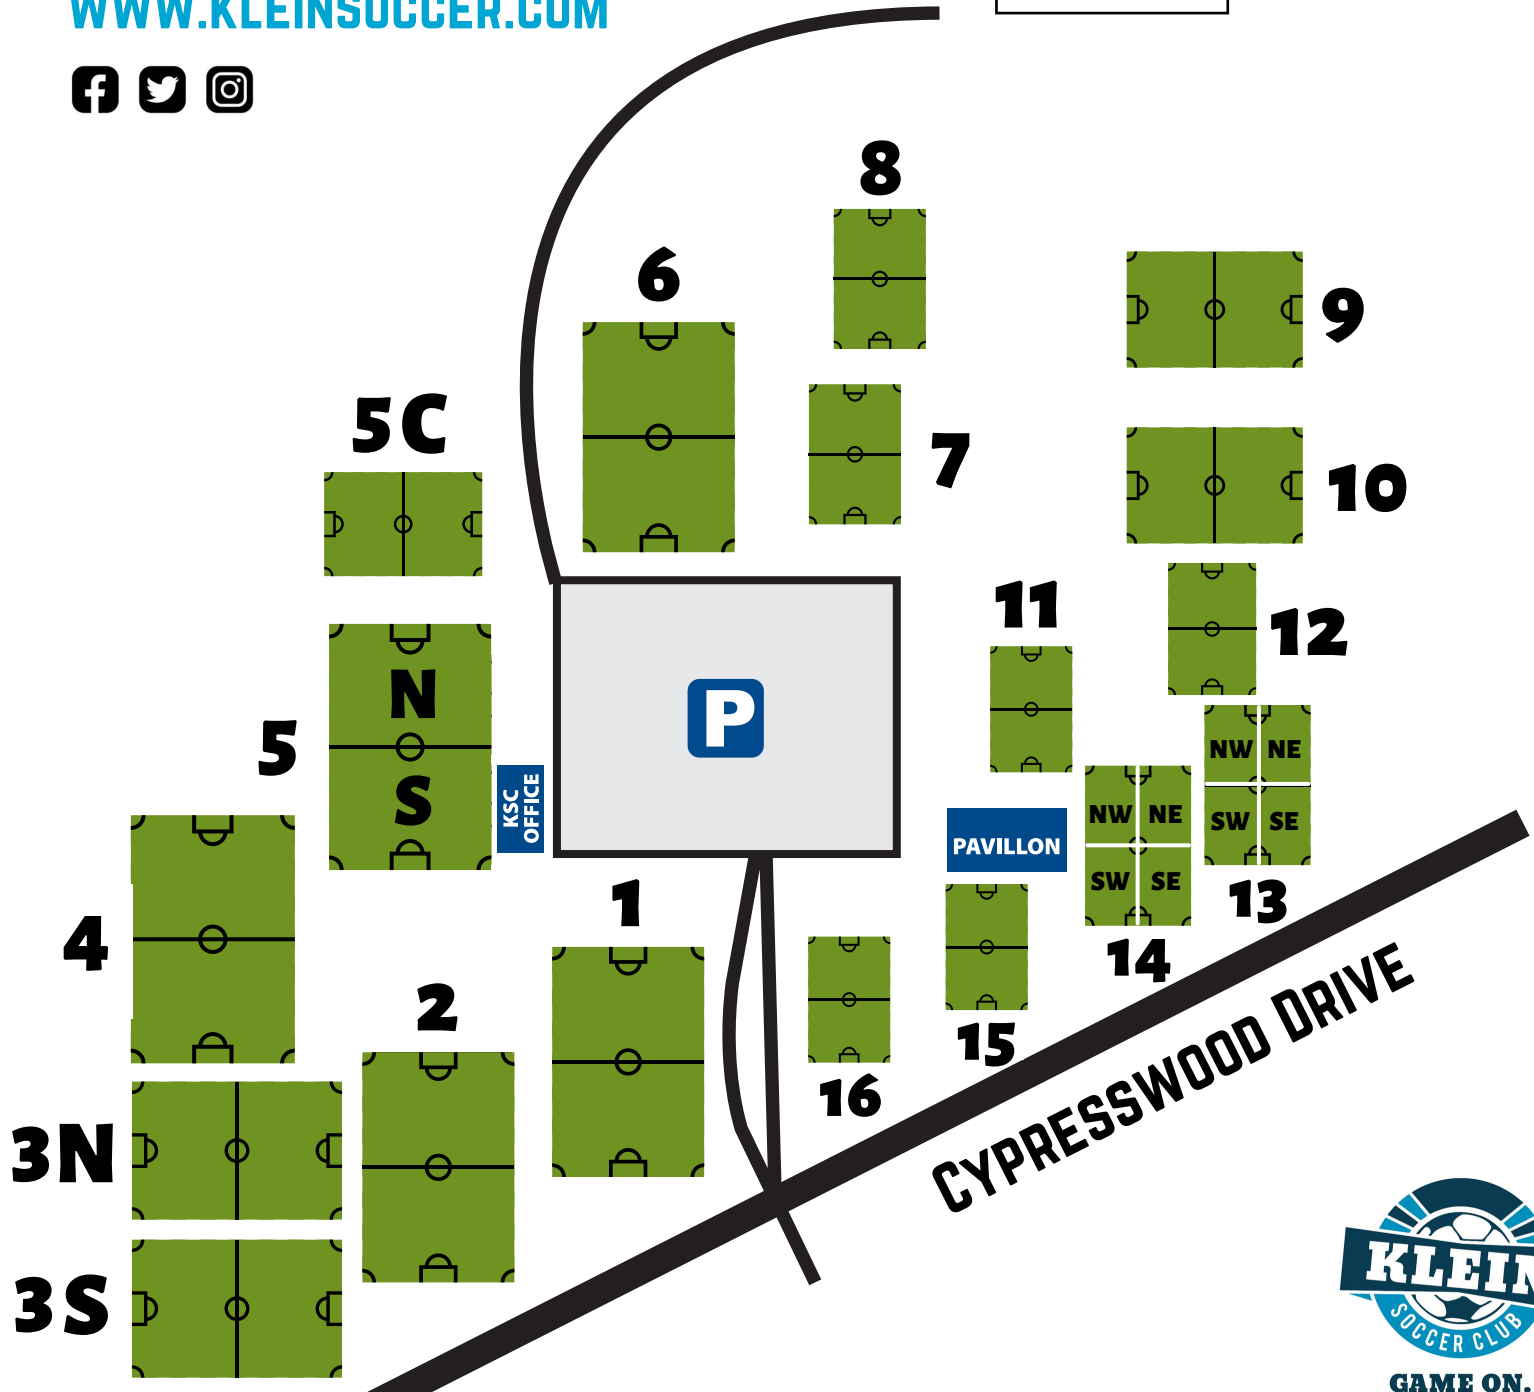 WWW.KLEINSOCCER.COM
8
6
9
5C
7
10
11
12
N
P
5
NW NE
S
KSC
OFFICE
NW NE
SW SE
PAVILLON
SW SE
1
13
4
14
2
CYPRESSWOOD DRIVE
15
16
3N
3S
KLEIN
SOCCER CLUB
GAME ON.